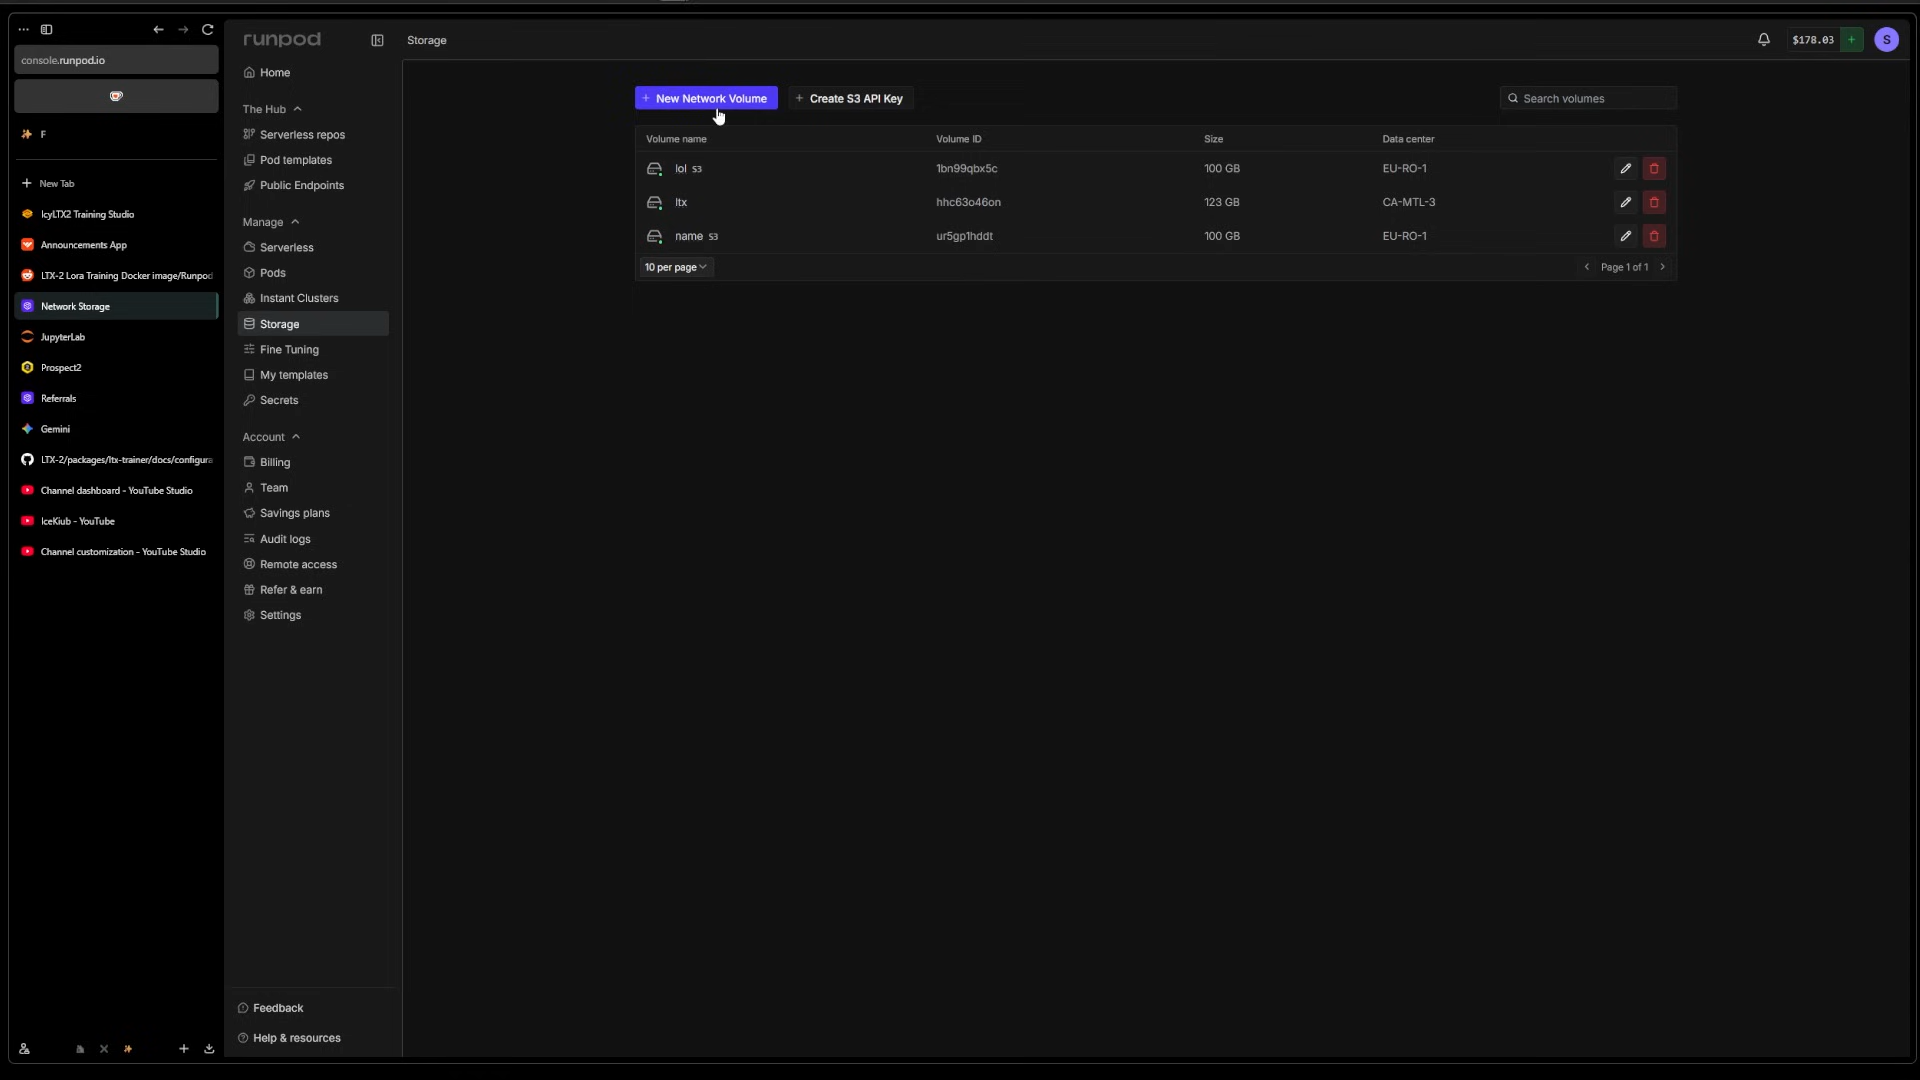 console.runpod.io
F
New Tab
IcyLTX2 Training Studio
Announcements App
LTX-2 Lora Training Docker image/Runpod
Network Storage
JupyterLab
Prospect2
Referrals
Gemini
LTX-2/packages/ltx-trainer/docs/configura
Channel dashboard - YouTube Studio
IceKiub - YouTube
Channel customization - YouTube Studio
runpod
Home
The Hub
Serverless repos
Pod templates
Public Endpoints
Manage
Serverless
Pods
Instant Clusters
Storage
Fine Tuning
My templates
Secrets
Account
Billing
Team
Savings plans
Audit logs
Remote access
Refer & earn
Settings
Feedback
Help & resources
Storage
$178.03 +
S
+ New Network Volume
+ Create S3 API Key
Search volumes
Volume name Volume ID Size Data center
lol S3 1bn99qbx5c 100 GB EU-RO-1
ltx hhc63o46on 123 GB CA-MTL-3
name S3 ur5gp1hddt 100 GB EU-RO-1
10 per page
Page 1 of 1